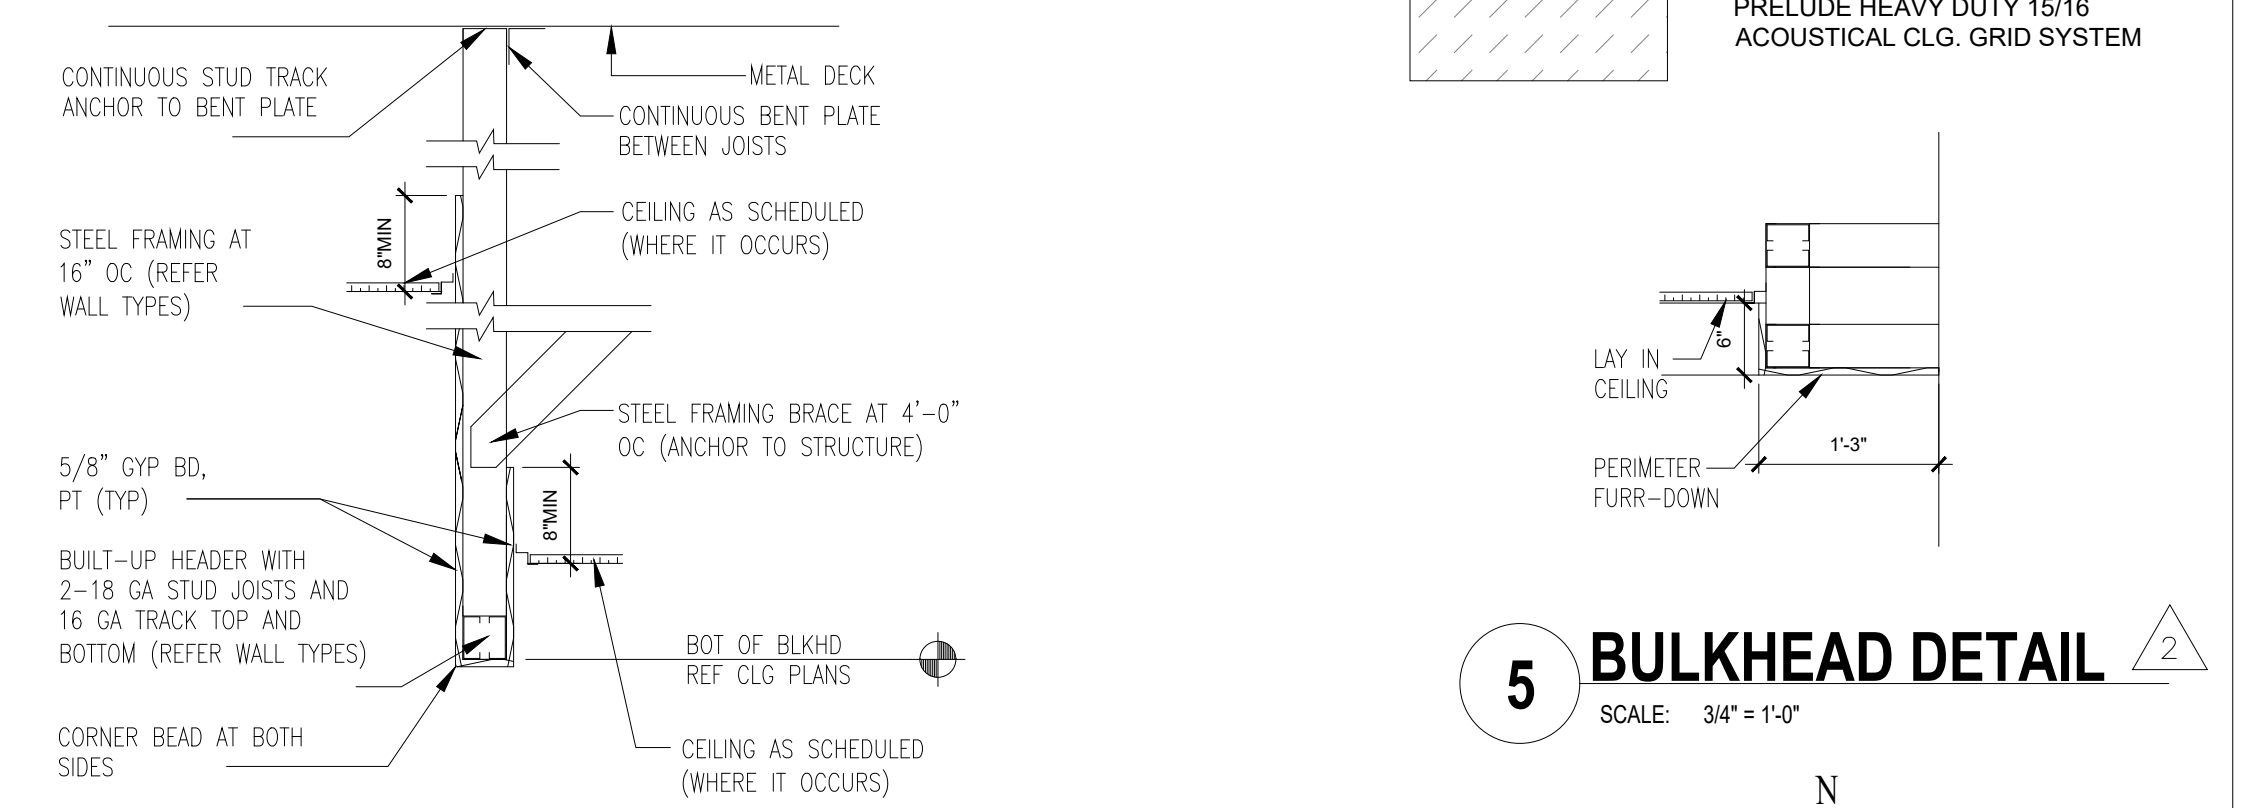 CONTINUOUS STUD TRACK
ANCHOR TO BENT PLATE
METAL DECK
CONTINUOUS BENT PLATE
BETWEEN JOISTS
8"MIN
CEILING AS SCHEDULED
(WHERE IT OCCURS)
STEEL FRAMING AT
16" OC (REFER
WALL TYPES)
STEEL FRAMING BRACE AT 4'-0"
OC (ANCHOR TO STRUCTURE)
5/8" GYP BD,
PT (TYP)
8"MIN
BUILT-UP HEADER WITH
2-18 GA STUD JOISTS AND
16 GA TRACK TOP AND
BOTTOM (REFER WALL TYPES)
BOT OF BLKHD
REF CLG PLANS
CORNER BEAD AT BOTH
SIDES
CEILING AS SCHEDULED
(WHERE IT OCCURS)
PRELUDE HEAVY DUTY 15/16
ACOUSTICAL CLG. GRID SYSTEM
LAY IN
CEILING
6"
1'-3"
PERIMETER
FURR-DOWN
5
BULKHEAD DETAIL
2
SCALE: 3/4" = 1'-0"
N